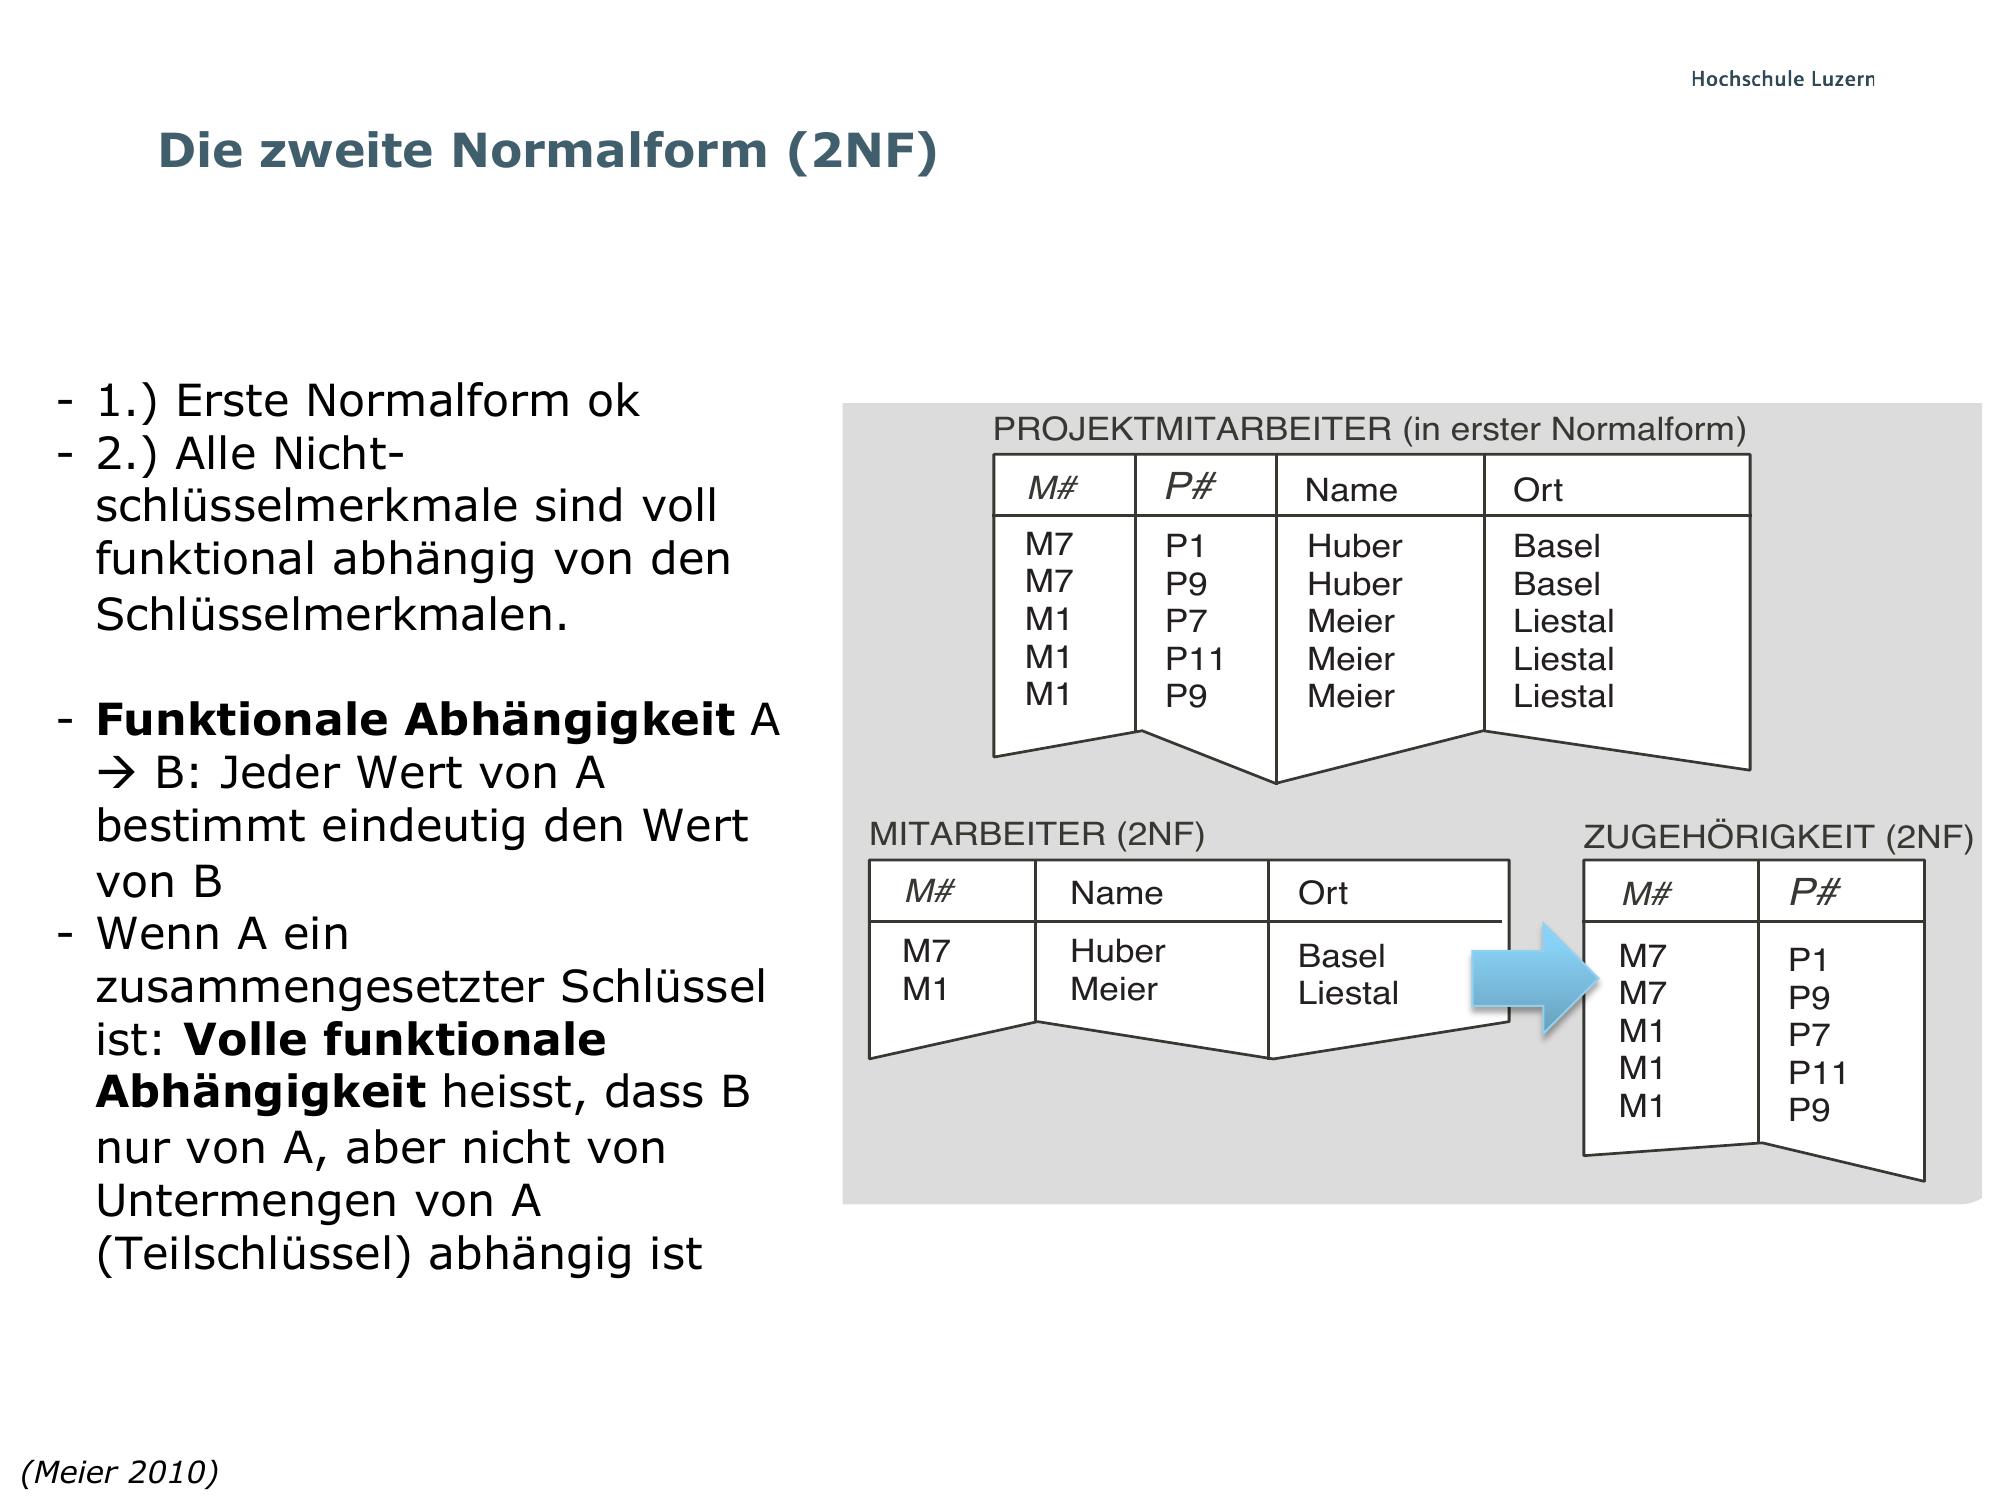 Hochschule Luzern
Die zweite Normalform (2NF)
- 1.) Erste Normalform ok
- 2.) Alle Nicht-
schlüsselmerkmale sind voll
funktional abhängig von den
Schlüsselmerkmalen.
- Funktionale Abhängigkeit A
→ B: Jeder Wert von A
bestimmt eindeutig den Wert
von B
- Wenn A ein
zusammengesetzter Schlüssel
ist: Volle funktionale
Abhängigkeit heisst, dass B
nur von A, aber nicht von
Untermengen von A
(Teilschlüssel) abhängig ist
PROJEKTMITARBEITER (in erster Normalform)
M# P# Name Ort
M7 P1 Huber Basel
M7 P9 Huber Basel
M1 P7 Meier Liestal
M1 P11 Meier Liestal
M1 P9 Meier Liestal
MITARBEITER (2NF)
M# Name Ort
M7 Huber Basel
M1 Meier Liestal
ZUGEHÖRIGKEIT (2NF)
M# P#
M7 P1
M7 P9
M1 P7
M1 P11
M1 P9
(Meier 2010)